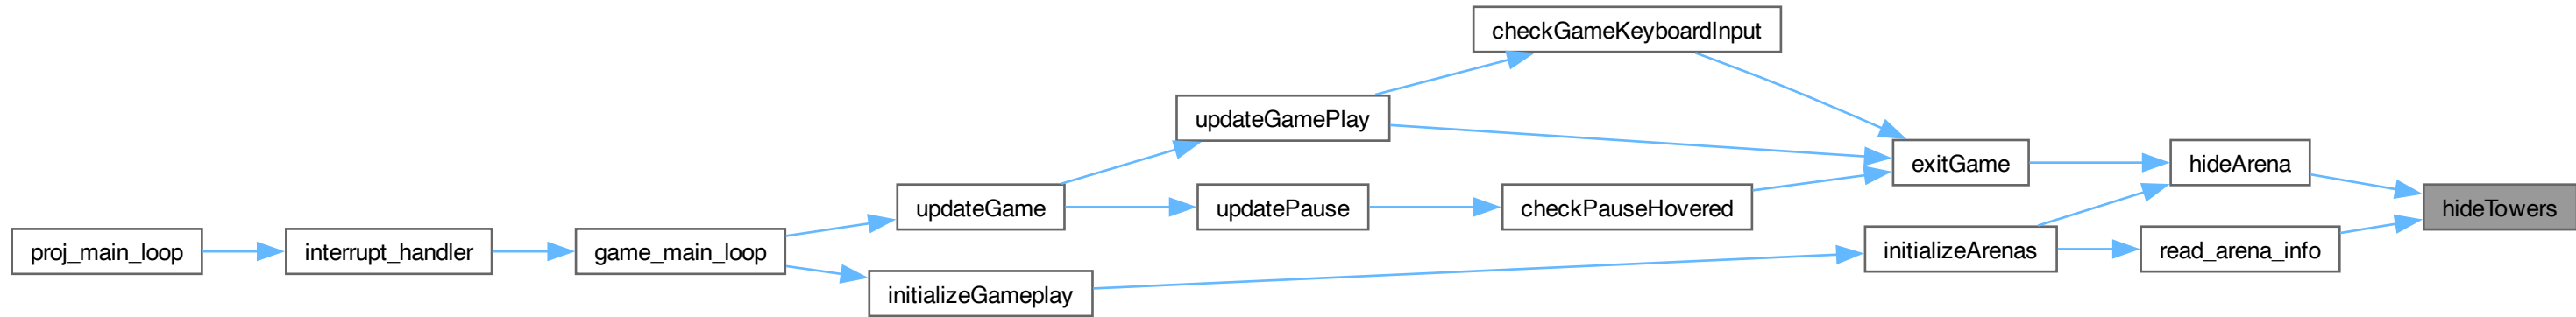 checkGameKeyboardInput
updateGamePlay
exitGame
hideArena
updateGame
updatePause
checkPauseHovered
hideTowers
proj_main_loop
interrupt_handler
game_main_loop
initializeArenas
read_arena_info
initializeGameplay